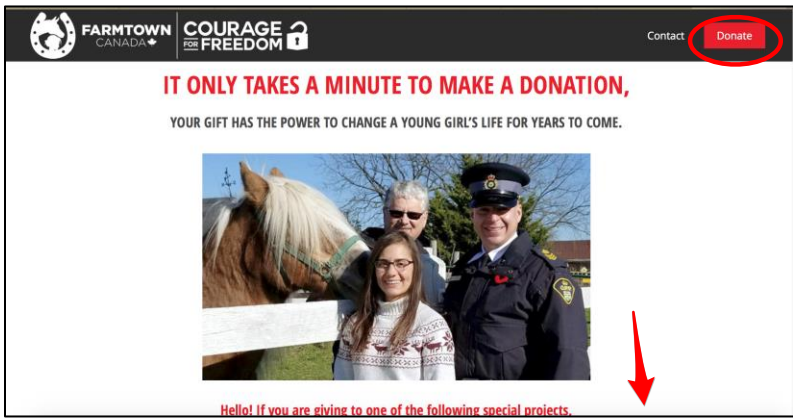 FARMTOWN
CANADA
COURAGE
FOR FREEDOM
Contact
Donate
IT ONLY TAKES A MINUTE TO MAKE A DONATION,
YOUR GIFT HAS THE POWER TO CHANGE A YOUNG GIRL'S LIFE FOR YEARS TO COME.
Hello! If you are giving to one of the following special projects,